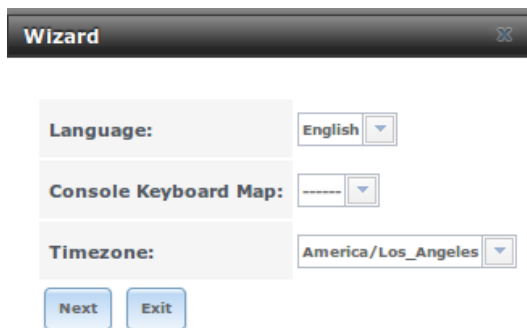 Wizard
Language: English
Console Keyboard Map: ------
Timezone: America/Los_Angeles
Next Exit